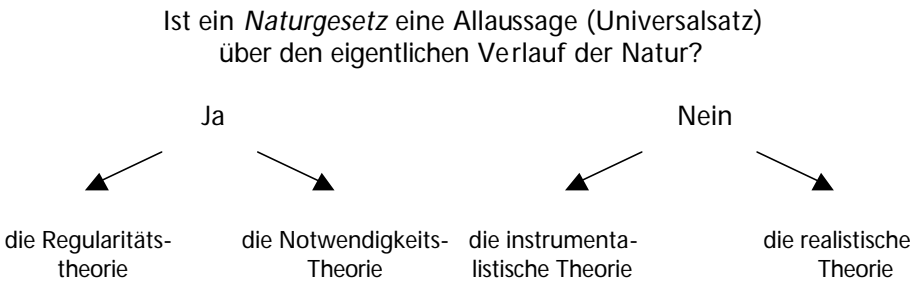 Ist ein Naturgesetz eine Allaussage (Universalsatz)
über den eigentlichen Verlauf der Natur?
Ja
Nein
die Regularitäts-
theorie
die Notwendigkeits-
Theorie
die instrumenta-
listische Theorie
die realistische
Theorie